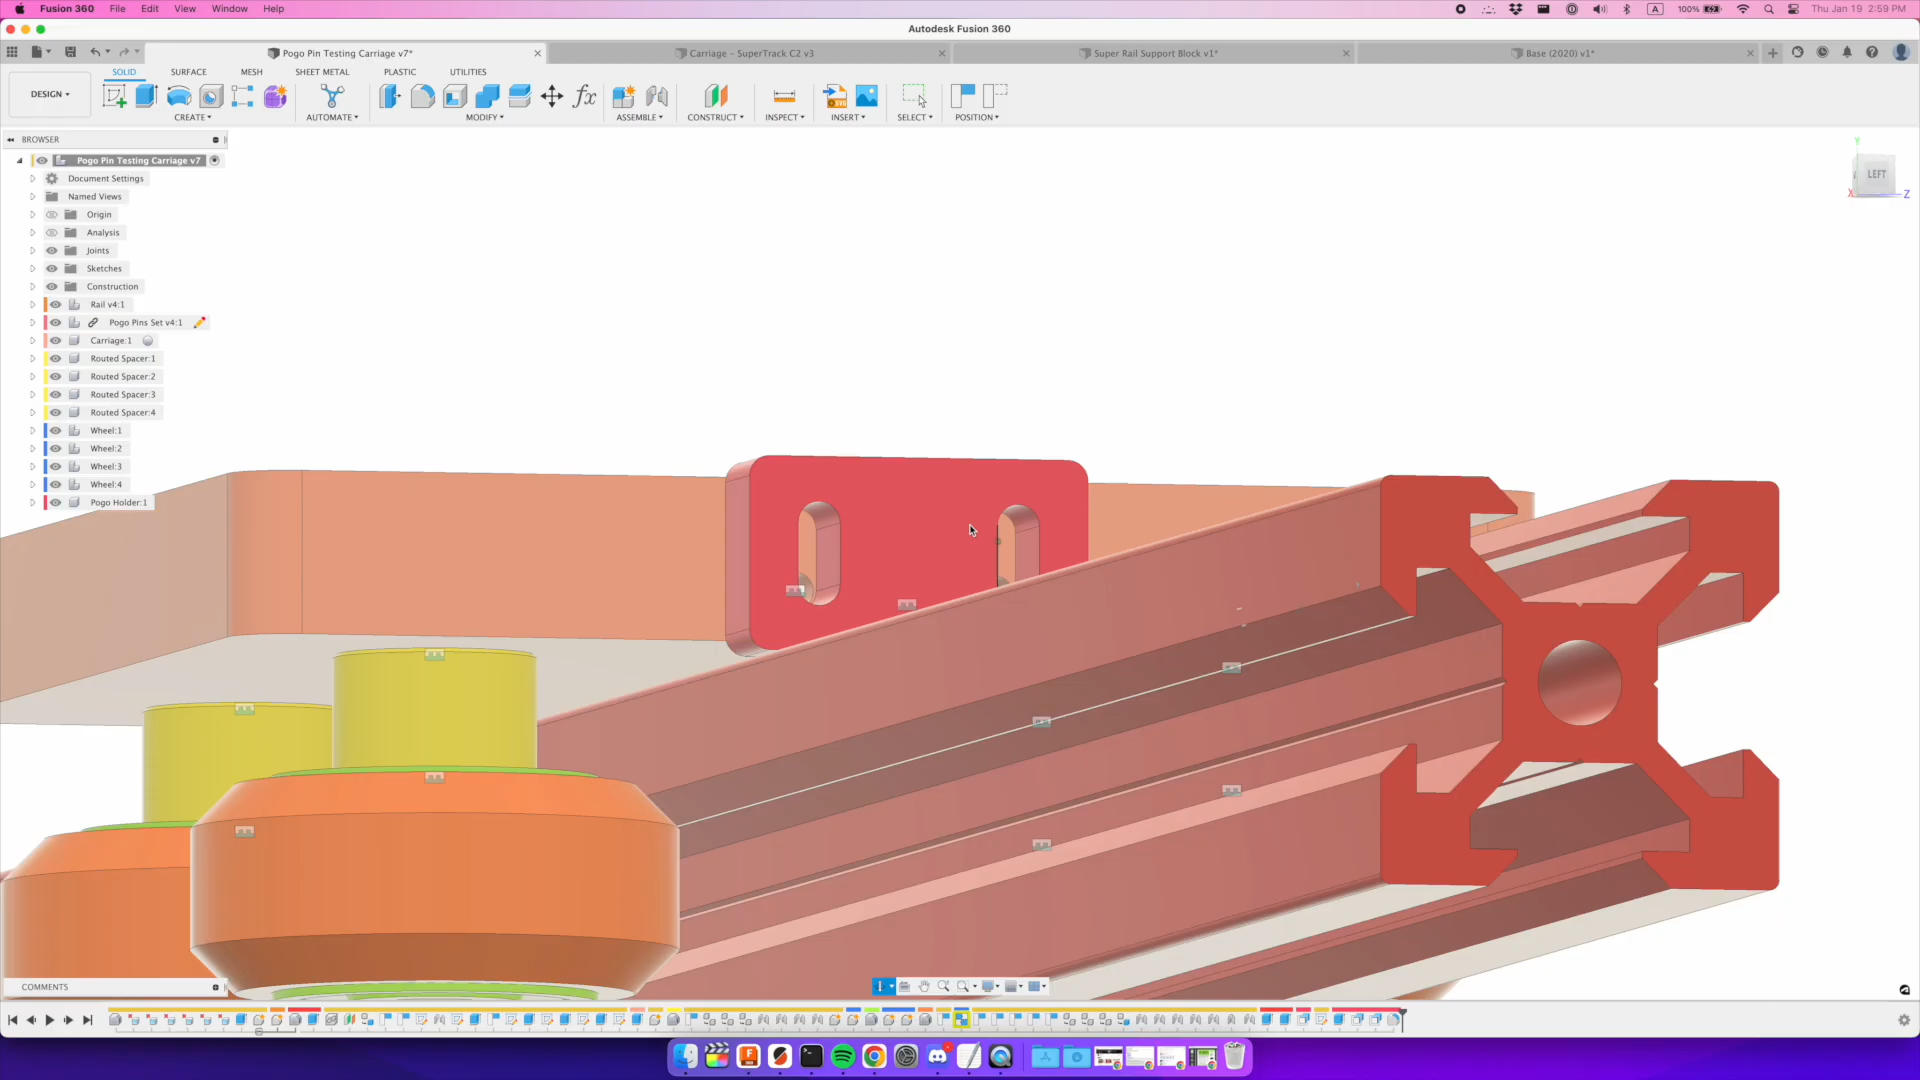 Fusion 360 File Edit View Window Help 100% Thu Jan 19 2:59 PM
Autodesk Fusion 360
Pogo Pin Testing Carriage v7* Carriage – SuperTrack C2 v3 Super Rail Support Block v1* Base (2020) v1*
SOLID SURFACE MESH SHEET METAL PLASTIC UTILITIES
DESIGN
CREATE AUTOMATE MODIFY ASSEMBLE CONSTRUCT INSPECT INSERT SELECT POSITION
BROWSER
Pogo Pin Testing Carriage v7
Document Settings
Named Views
Origin
Analysis
Joints
Sketches
Construction
Rail v4:1
Pogo Pins Set v4:1
Carriage:1
Routed Spacer:1
Routed Spacer:2
Routed Spacer:3
Routed Spacer:4
Wheel:1
Wheel:2
Wheel:3
Wheel:4
Pogo Holder:1
Y
LEFT
X Z
COMMENTS